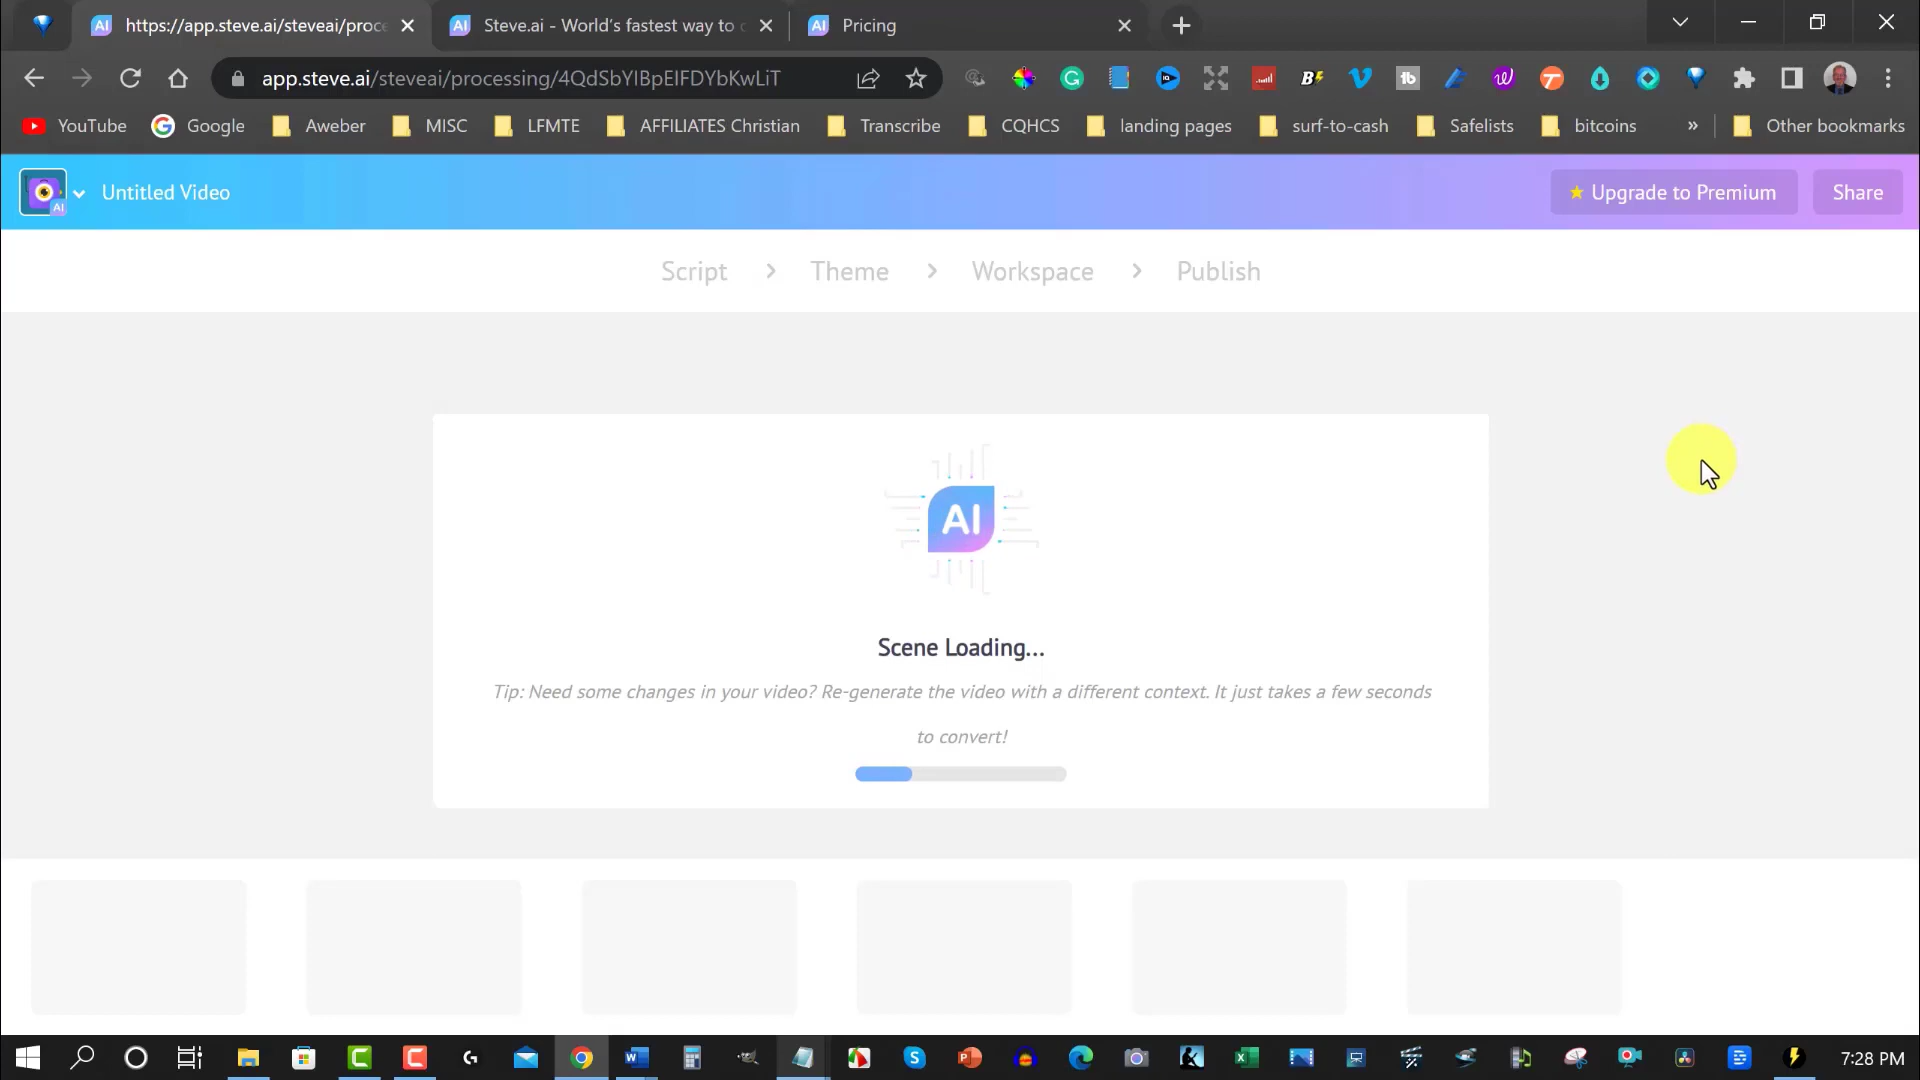 https://app.steve.ai/steveai/proce
Steve.ai - World's fastest way to c
Pricing
app.steve.ai/steveai/processing/4QdSbYIBpEIFDYbKwLiT
YouTube
Google
Aweber
MISC
LFMTE
AFFILIATES Christian
Transcribe
CQHCS
landing pages
surf-to-cash
Safelists
bitcoins
»
Other bookmarks
AI
Untitled Video
Upgrade to Premium
Share
Script
Theme
Workspace
Publish
AI
Scene Loading...
Tip: Need some changes in your video? Re-generate the video with a different context. It just takes a few seconds
to convert!
7:28 PM